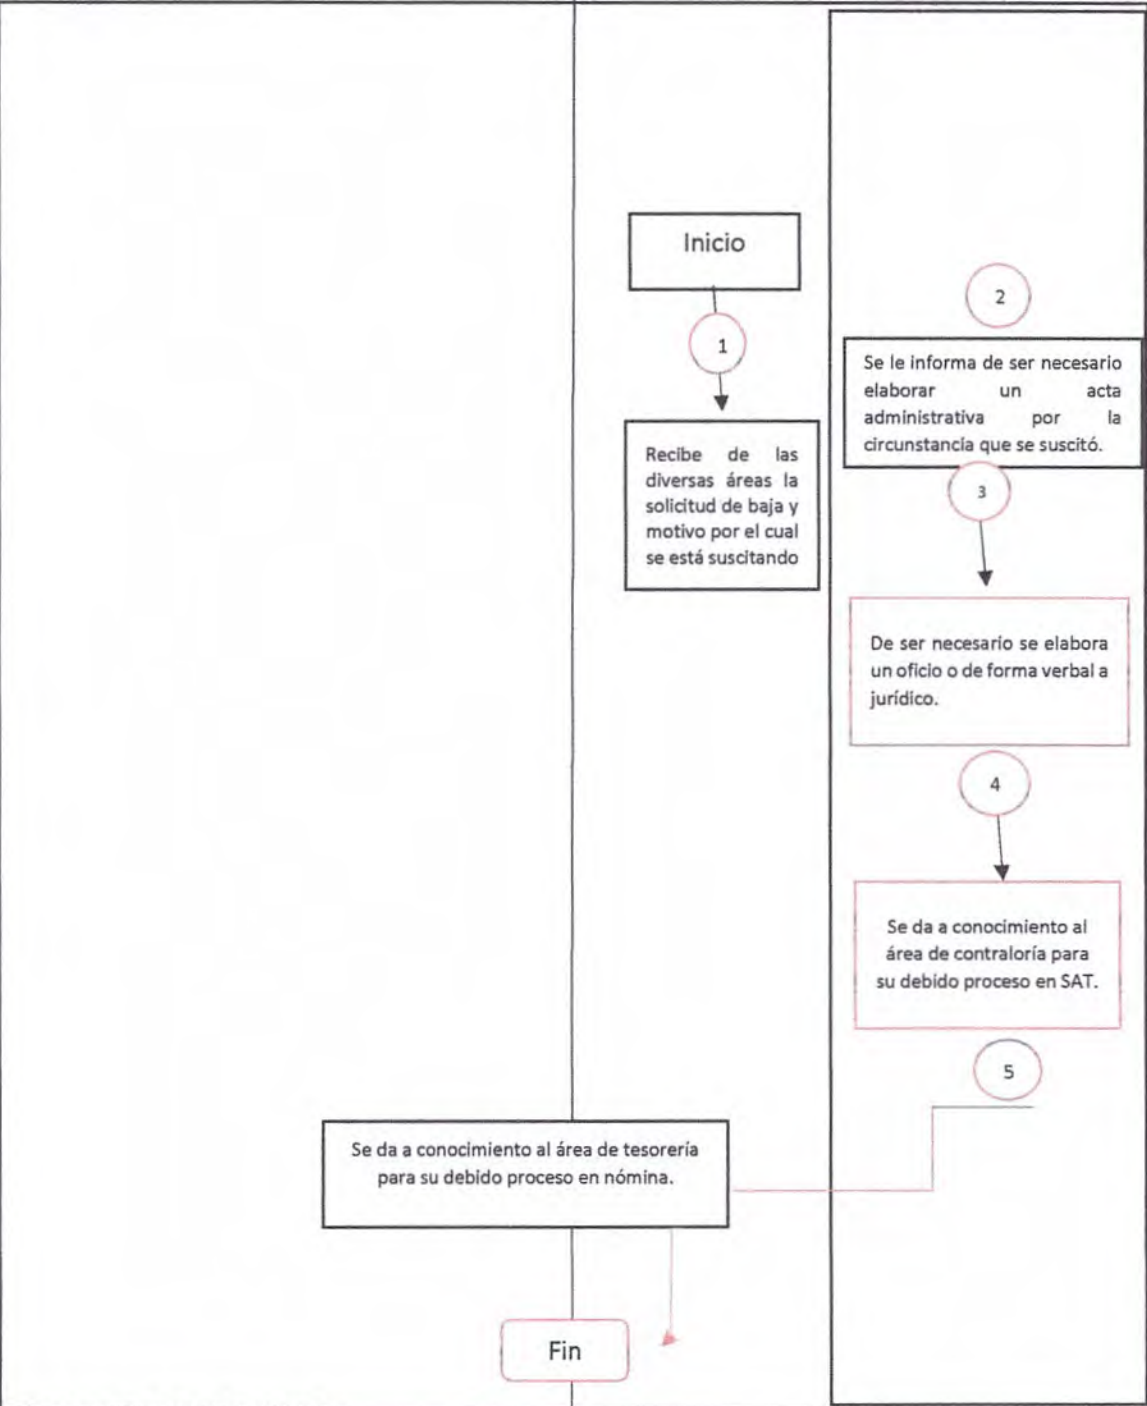 Inicio
1
Recibe de las
diversas áreas la
solicitud de baja y
motivo por el cual
se está suscitando
2
Se le informa de ser necesario
elaborar un acta
administrativa por la
circunstancia que se suscitó.
3
De ser necesario se elabora
un oficio o de forma verbal a
jurídico.
4
Se da a conocimiento al
área de contraloría para
su debido proceso en SAT.
5
Se da a conocimiento al área de tesorería
para su debido proceso en nómina.
Fin